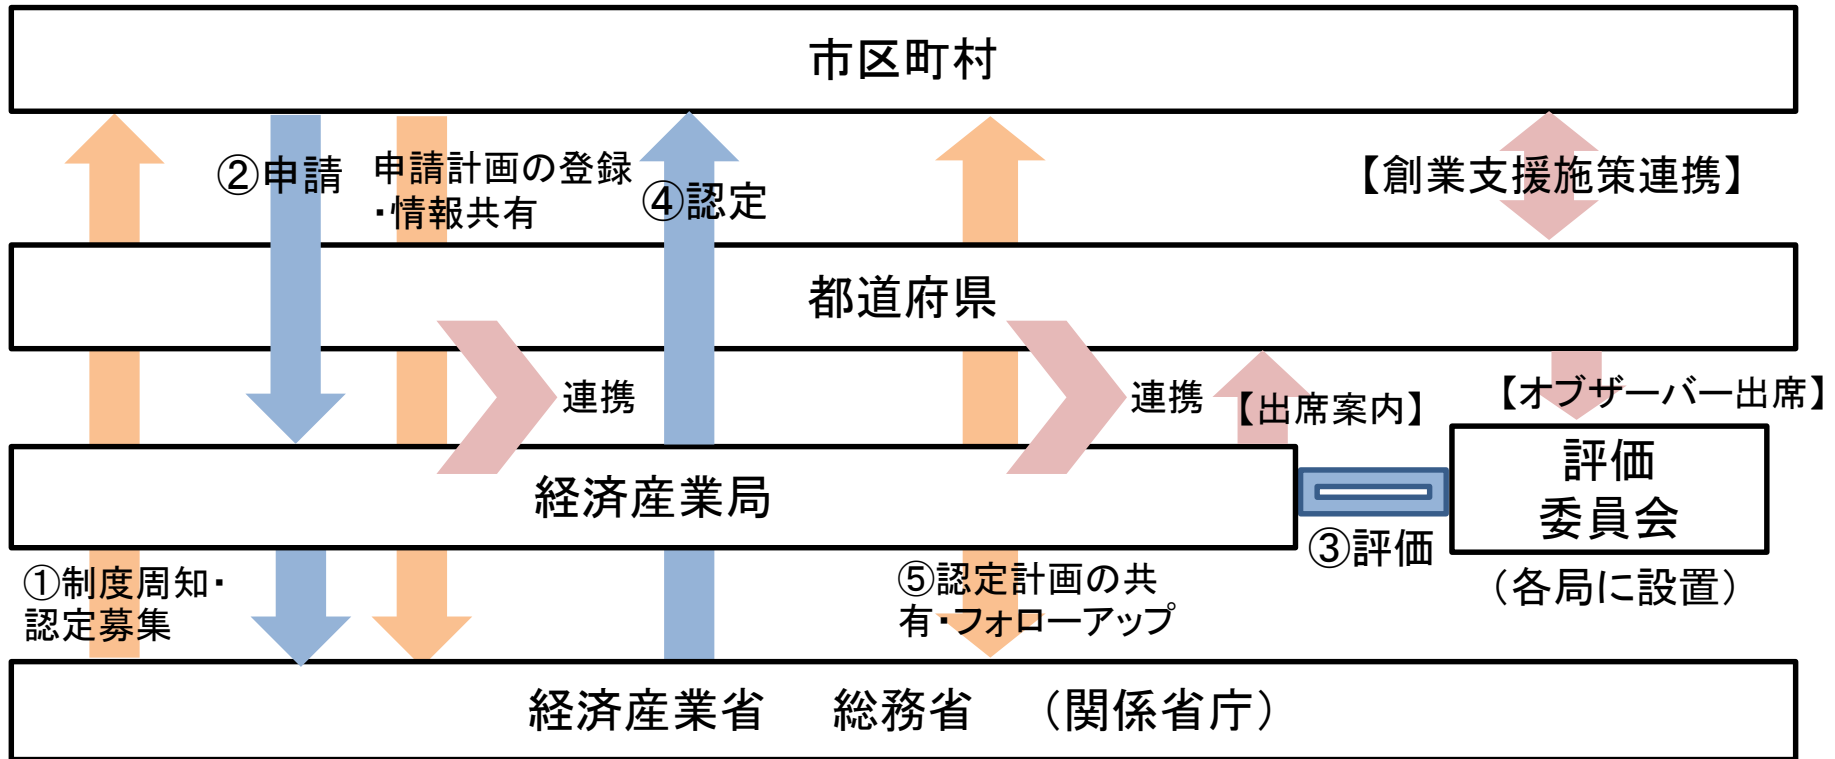 市区町村
②申請
申請計画の登録
・情報共有
④認定
【創業支援施策連携】
都道府県
連携
連携
【出席案内】
【オブザーバー出席】
経済産業局
評価
委員会
③評価
（各局に設置）
①制度周知・
認定募集
⑤認定計画の共
有・フォローアップ
経済産業省　総務省　（関係省庁）